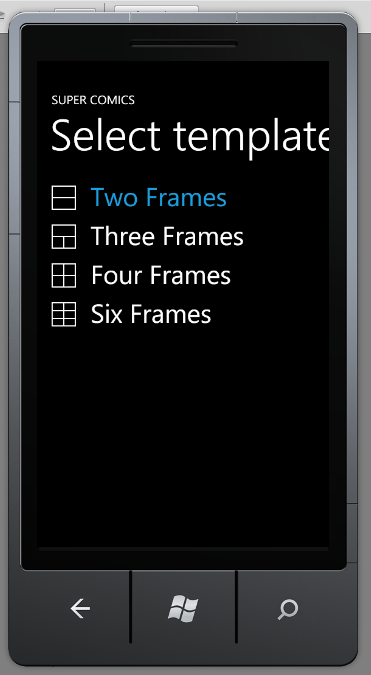 SUPER COMICS
Select template
Two Frames
Three Frames
Four Frames
Six Frames